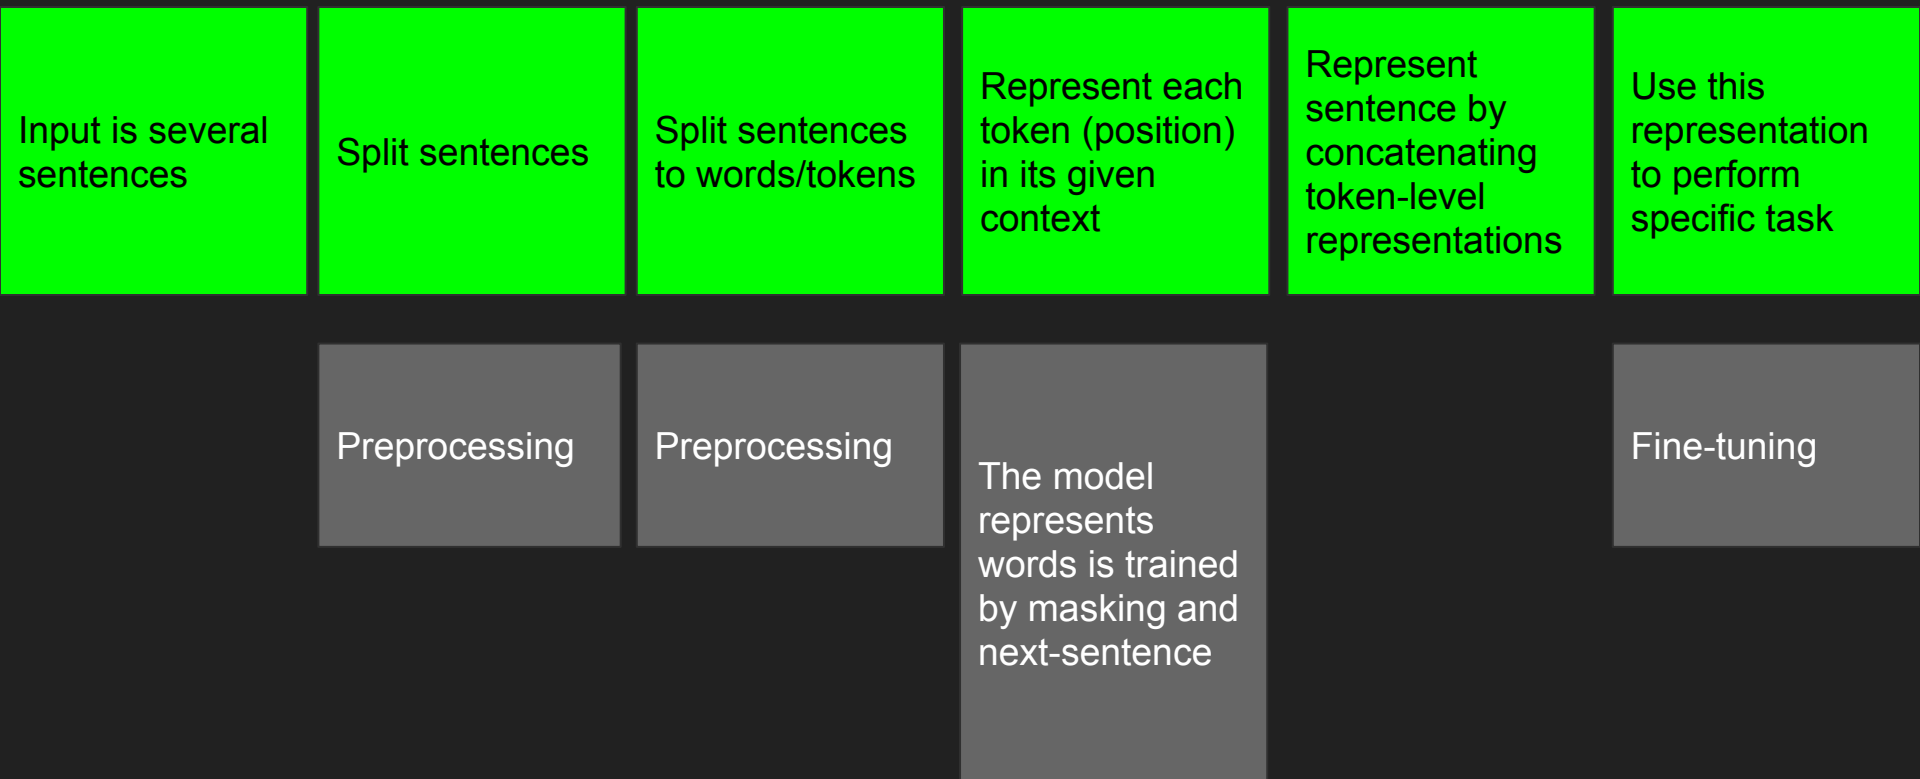 Input is several
sentences
Split sentences
Split sentences
to words/tokens
Represent each
token (position)
in its given
context
Represent
sentence by
concatenating
token-level
representations
Use this
representation
to perform
specific task
Preprocessing
Preprocessing
The model
represents
words is trained
by masking and
next-sentence
Fine-tuning